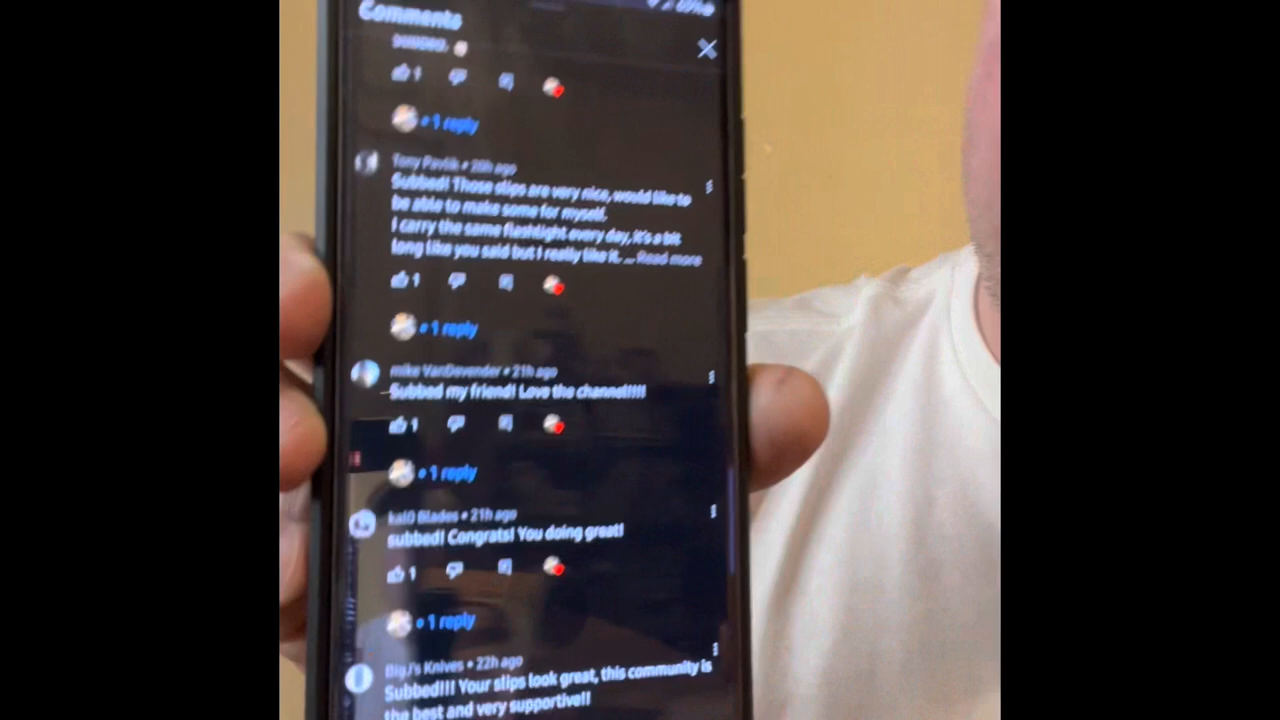 Comments
Subbed.
1
1 reply
Tony Pavlik • 20h ago
Subbed! Those slips are very nice, would like to
be able to make some for myself.
I carry the same flashlight every day, it's a bit
long like you said but I really like it. ... Read more
1
1 reply
mike VanDevender • 21h ago
Subbed my friend! Love the channel!!!!!
1
1 reply
kal0 Blades • 21h ago
subbed! Congrats! You doing great!
1
1 reply
BigJ's Knives • 22h ago
Subbed!!! Your slips look great, this community is
the best and very supportive!!